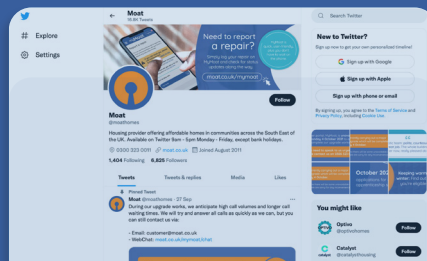 Moat
15.8K Tweets
Explore
Settings
Need to report
a repair?
moat.co.uk/mymoat
Follow
Moat
@moathomes
Housing provider offering affordable homes in communities across the South East of
the UK. Available on Twitter 9am - 5pm Monday - Friday, except bank holidays.
0300 323 0011 moat.co.uk Joined August 2011
1,404 Following 6,825 Followers
Tweets Tweets & replies Media Likes
Pinned Tweet
Moat @moathomes · 27 Sep
During our upgrade works, we anticipate high call volumes and longer call
waiting times. We will try and answer all calls as quickly as we can, but you
can still contact us via:
- Email: customer@moat.co.uk
- WebChat: moat.co.uk/mymoat/chat
Search Twitter
New to Twitter?
Sign up now to get your own personalized timeline!
Sign up with Google
Sign up with Apple
Sign up with phone or email
By signing up, you agree to the Terms of Service and
Privacy Policy, including Cookie Use.
October 202
Keeping warm
You might like
Optivo
@optivohomes
Follow
Catalyst
@catalysthousing
Follow